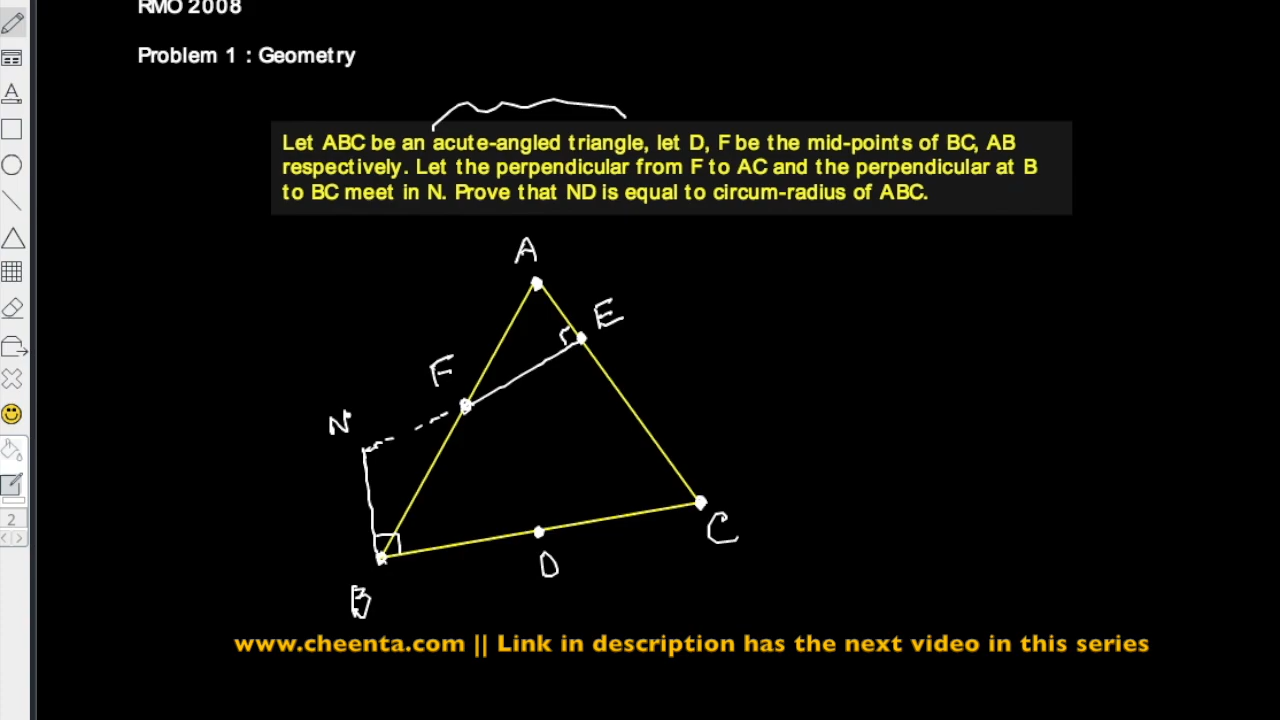 RMO 2008
Problem 1 : Geometry
Let ABC be an acute-angled triangle, let D, F be the mid-points of BC, AB
respectively. Let the perpendicular from F to AC and the perpendicular at B
to BC meet in N. Prove that ND is equal to circum-radius of ABC.
A
E
F
N
C
D
B
www.cheenta.com || Link in description has the next video in this series
2